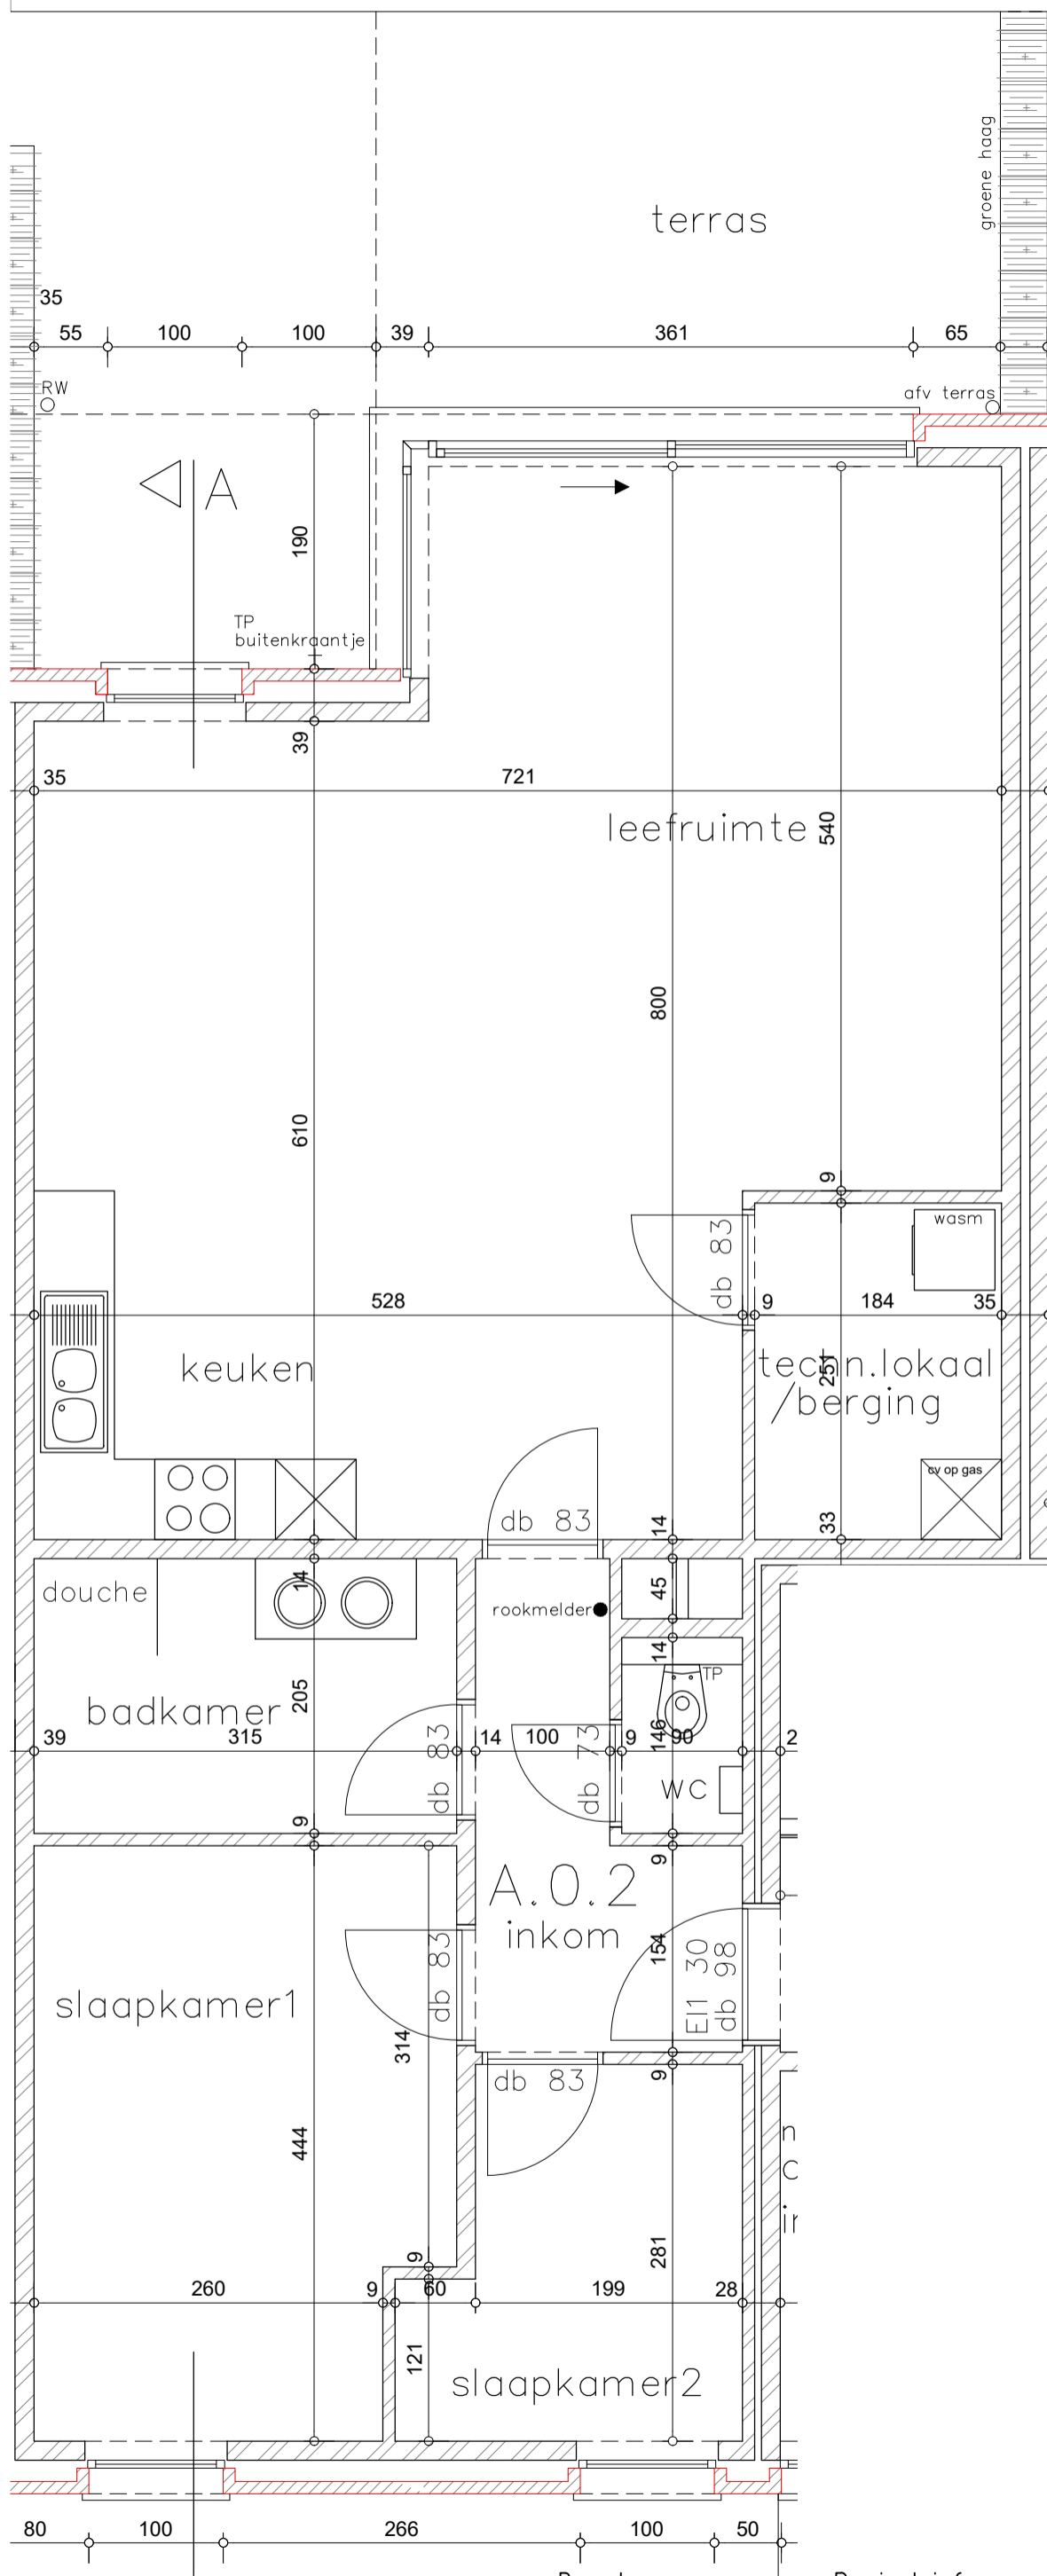 groene haag
terras
35
55 100 100 39 361 65
RW
afv terras
A
190
TP
buitenkraantje
39
35 721
leefruimte
540
800
610
9
wasm
db 83
528 9 184 35
keuken
techn.lokaal
251
/berging
cv op gas
db 83
14
33
14
douche
45
rookmelder
14
TP
205
badkamer
146
39 315 14 100 9 90 2
db 83
db 73
WC
9
9
A.0.2
inkom
154
EI1 30
db 98
db 83
slaapkamer1
314
9
db 83
444
n
281
9
260 9 60 199 28
121
slaapkamer2
80 100 266 100 50